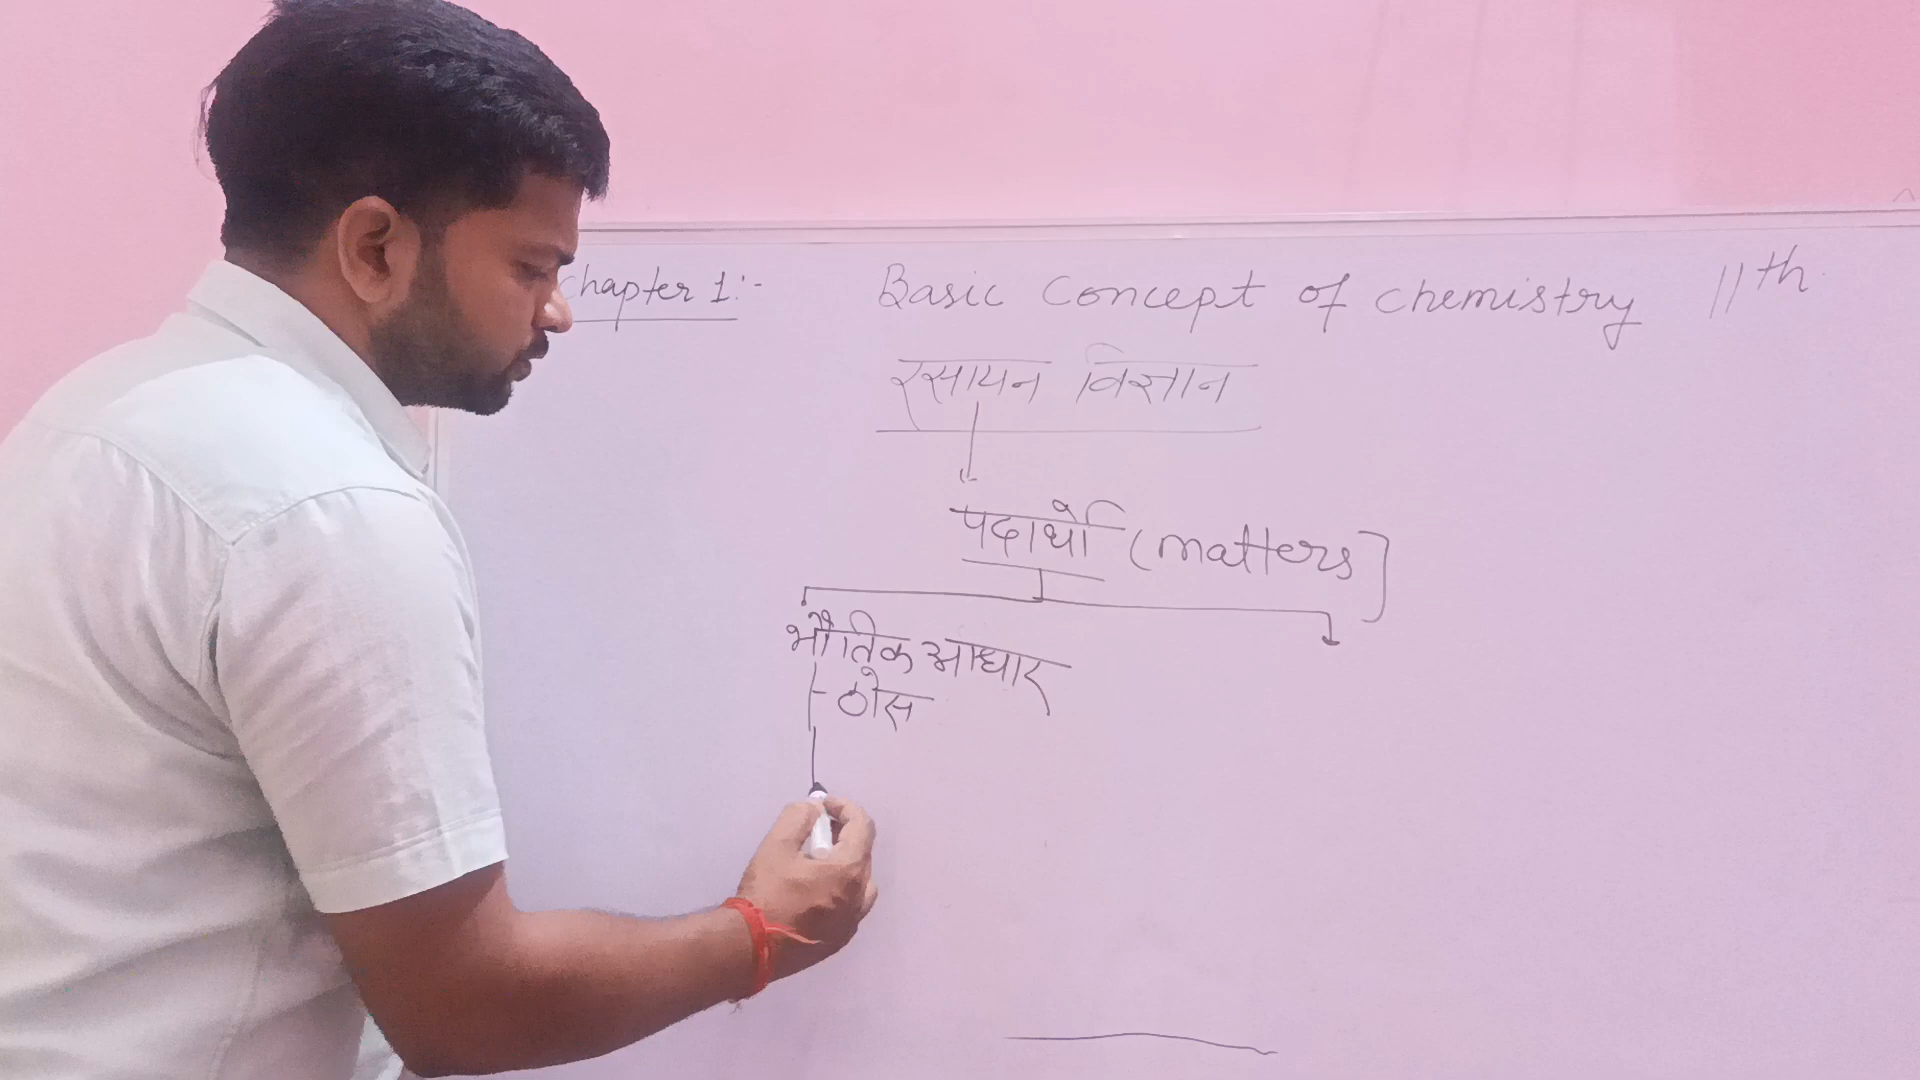 Chapter 1:- Basic Concept of Chemistry 11th
रसायन विज्ञान
पदार्थो (matters]
भौतिक आधार
- ठोस